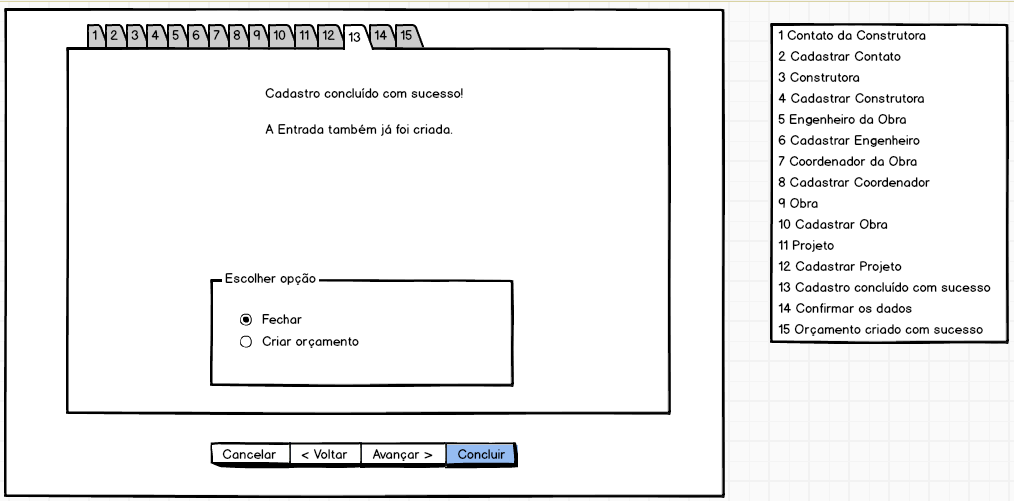 1 2 3 4 5 6 7 8 9 10 11 12 13 14 15
Cadastro concluído com sucesso!
A Entrada também já foi criada.
Escolher opção
Fechar
Criar orçamento
Cancelar < Voltar Avançar > Concluir
1 Contato da Construtora
2 Cadastrar Contato
3 Construtora
4 Cadastrar Construtora
5 Engenheiro da Obra
6 Cadastrar Engenheiro
7 Coordenador da Obra
8 Cadastrar Coordenador
9 Obra
10 Cadastrar Obra
11 Projeto
12 Cadastrar Projeto
13 Cadastro concluído com sucesso
14 Confirmar os dados
15 Orçamento criado com sucesso